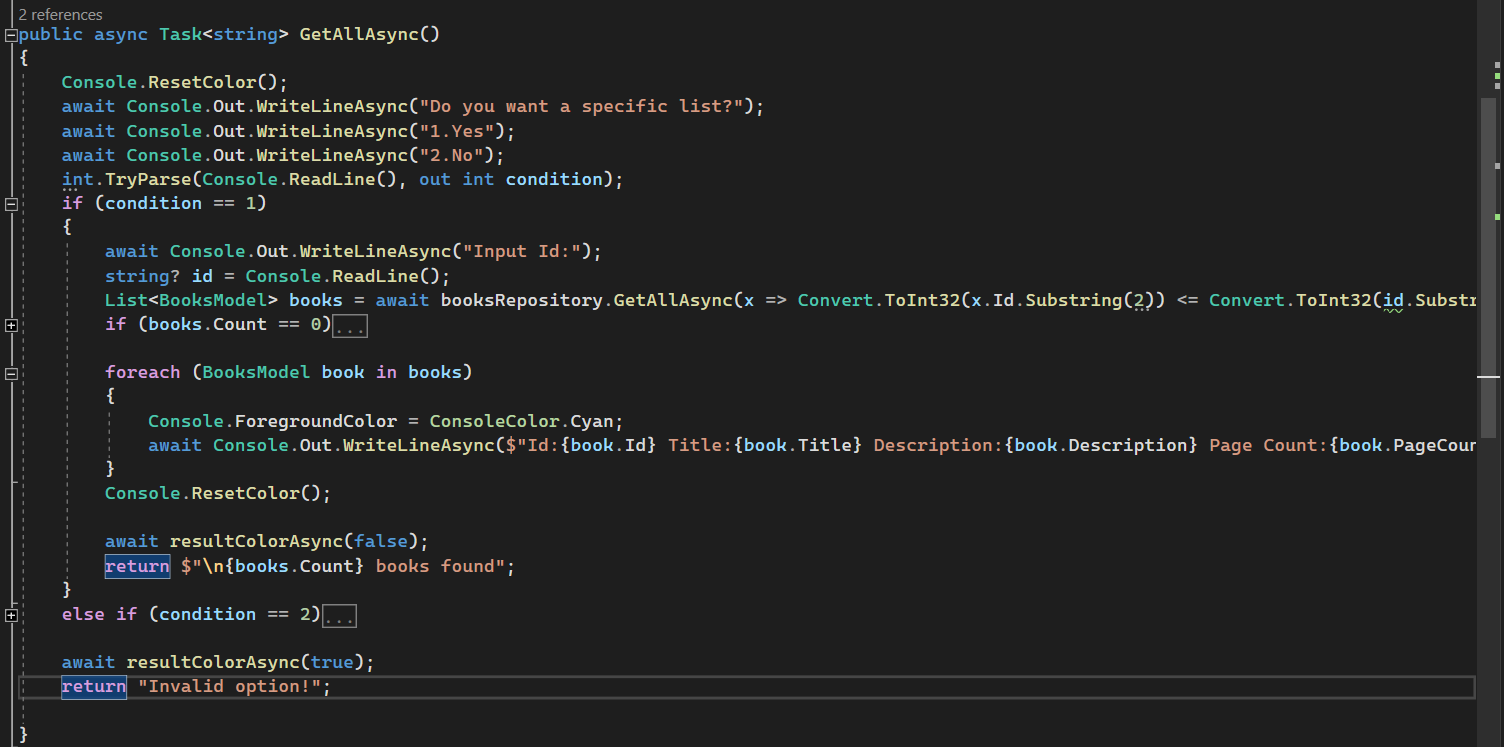 2 references
public async Task<string> GetAllAsync()
{
    Console.ResetColor();
    await Console.Out.WriteLineAsync("Do you want a specific list?");
    await Console.Out.WriteLineAsync("1.Yes");
    await Console.Out.WriteLineAsync("2.No");
    int.TryParse(Console.ReadLine(), out int condition);
    if (condition == 1)
    {
        await Console.Out.WriteLineAsync("Input Id:");
        string? id = Console.ReadLine();
        List<BooksModel> books = await booksRepository.GetAllAsync(x => Convert.ToInt32(x.Id.Substring(2)) <= Convert.ToInt32(id.Substr
        if (books.Count == 0)...

        foreach (BooksModel book in books)
        {
            Console.ForegroundColor = ConsoleColor.Cyan;
            await Console.Out.WriteLineAsync($"Id:{book.Id} Title:{book.Title} Description:{book.Description} Page Count:{book.PageCoun
        }
        Console.ResetColor();

        await resultColorAsync(false);
        return $"\n{books.Count} books found";
    }
    else if (condition == 2)...

    await resultColorAsync(true);
    return "Invalid option!";

}